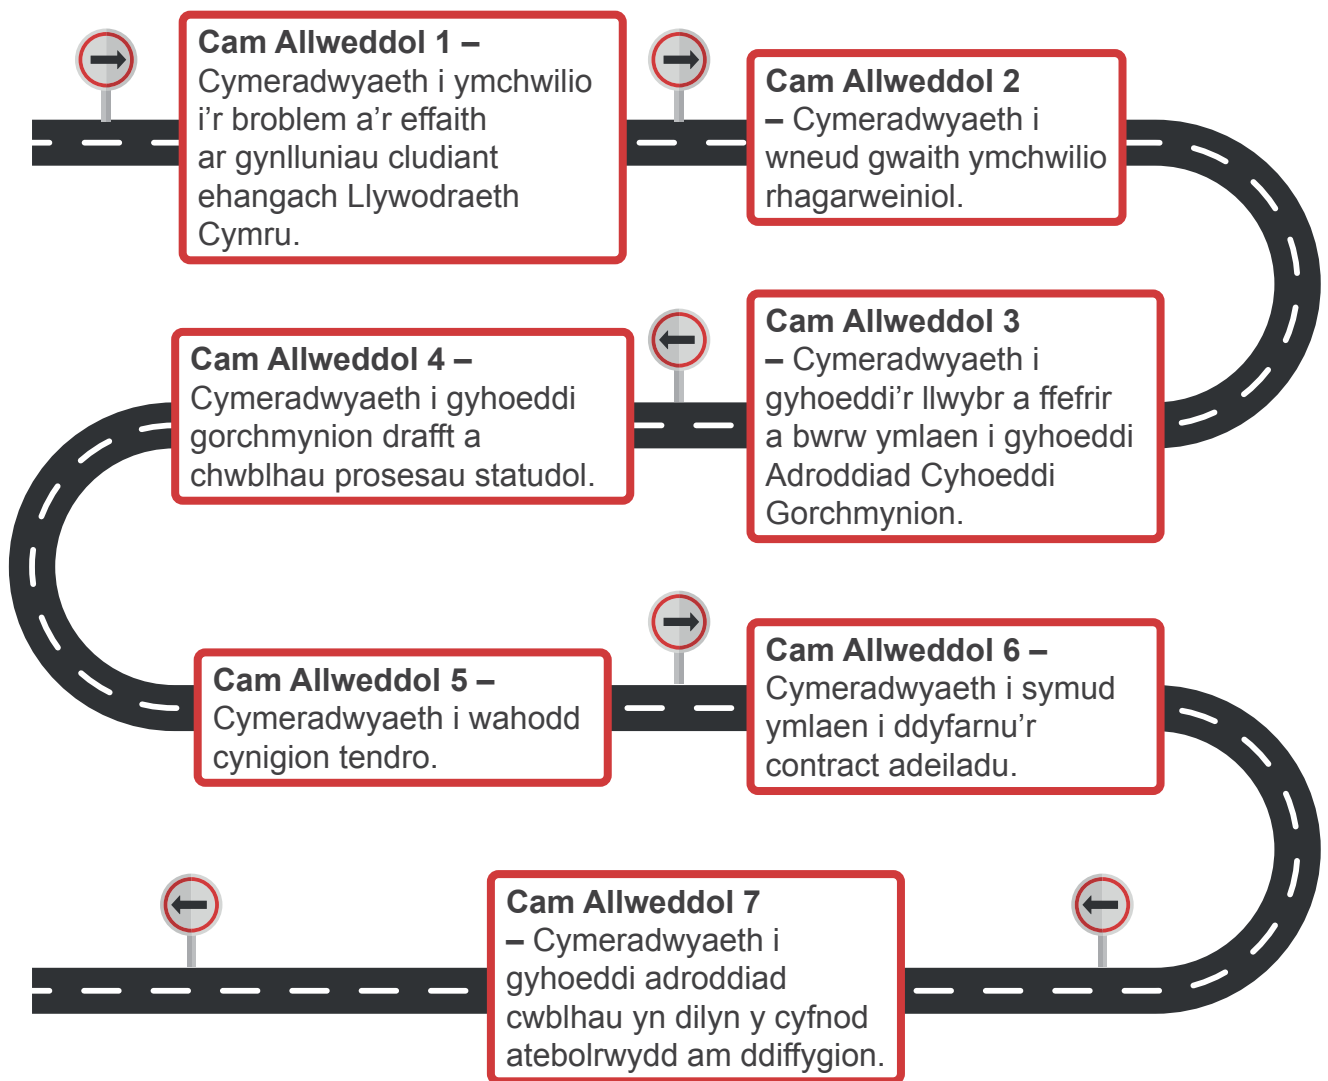 Cam Allweddol 1 –
Cymeradwyaeth i ymchwilio
i’r broblem a’r effaith
ar gynlluniau cludiant
ehangach Llywodraeth
Cymru.
Cam Allweddol 2
– Cymeradwyaeth i
wneud gwaith ymchwilio
rhagarweiniol.
Cam Allweddol 3
– Cymeradwyaeth i
gyhoeddi’r llwybr a ffefrir
a bwrw ymlaen i gyhoeddi
Adroddiad Cyhoeddi
Gorchmynion.
Cam Allweddol 4 –
Cymeradwyaeth i gyhoeddi
gorchmynion drafft a
chwblhau prosesau statudol.
Cam Allweddol 5 –
Cymeradwyaeth i wahodd
cynigion tendro.
Cam Allweddol 6 –
Cymeradwyaeth i symud
ymlaen i ddyfarnu’r
contract adeiladu.
Cam Allweddol 7
– Cymeradwyaeth i
gyhoeddi adroddiad
cwblhau yn dilyn y cyfnod
atebolrwydd am ddiffygion.